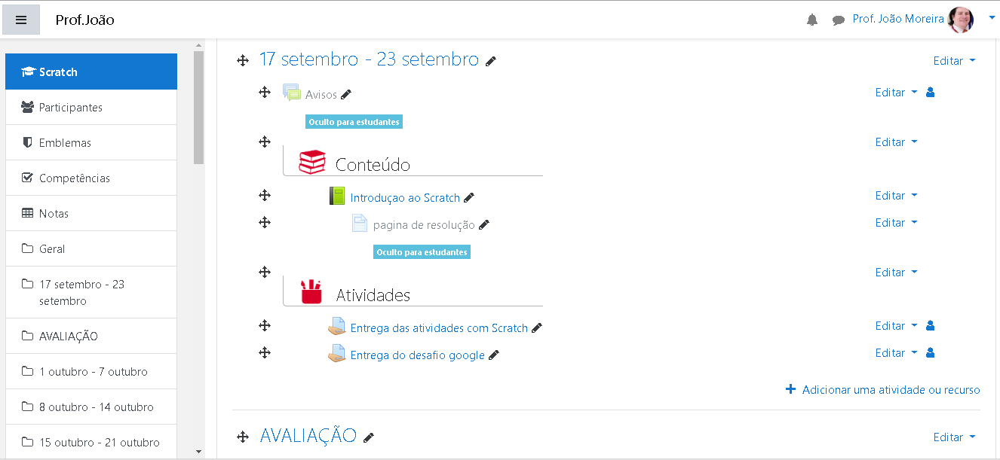 Prof.João
Prof. João Moreira
Scratch
Participantes
Emblemas
Competências
Notas
Geral
17 setembro - 23
setembro
AVALIAÇÃO
1 outubro - 7 outubro
8 outubro - 14 outubro
15 outubro - 21 outubro
17 setembro - 23 setembro
Editar
Avisos
Editar
Oculto para estudantes
Editar
Conteúdo
Introduçao ao Scratch
Editar
pagina de resolução
Editar
Oculto para estudantes
Editar
Atividades
Entrega das atividades com Scratch
Editar
Entrega do desafio google
Editar
Adicionar uma atividade ou recurso
AVALIAÇÃO
Editar